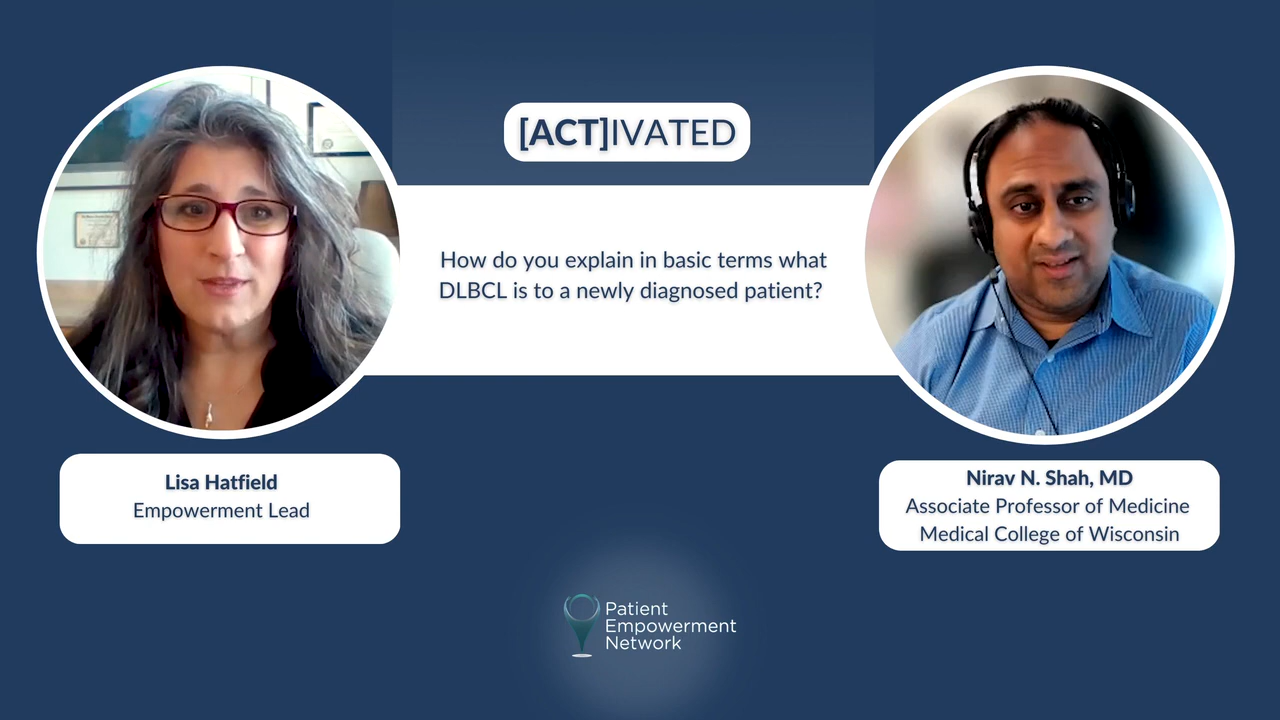 [ACT]IVATED
How do you explain in basic terms what
DLBCL is to a newly diagnosed patient?
Lisa Hatfield
Empowerment Lead
Nirav N. Shah, MD
Associate Professor of Medicine
Medical College of Wisconsin
Patient
Empowerment
Network